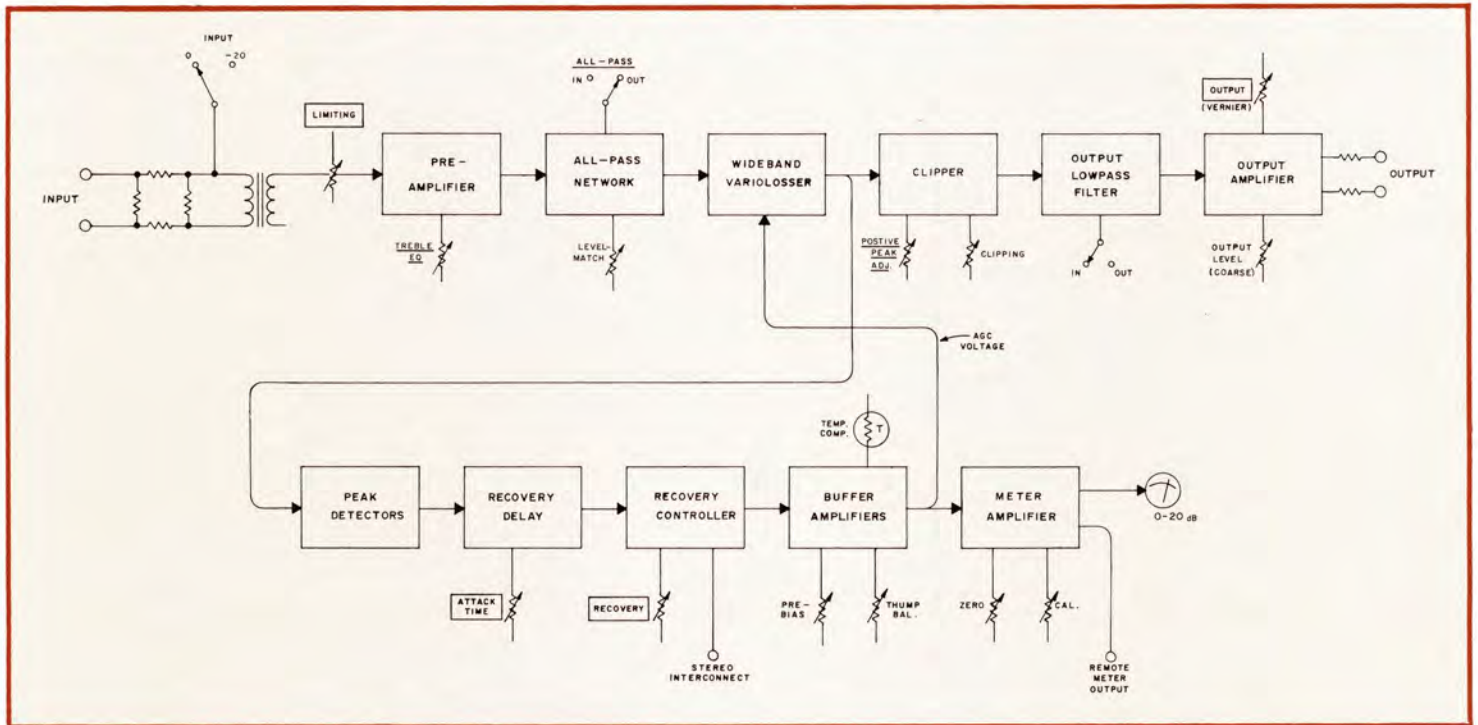 INPUT
0 -20
LIMITING
INPUT
PRE-
AMPLIFIER
TREBLE
EQ
ALL-PASS
IN OUT
ALL-PASS
NETWORK
LEVEL-
MATCH
WIDEBAND
VARIOLOSSER
CLIPPER
POSTIVE
PEAK
ADJ.
CLIPPING
OUTPUT
LOWPASS
FILTER
IN OUT
OUTPUT
(VERNIER)
OUTPUT
AMPLIFIER
OUTPUT
LEVEL
(COARSE)
OUTPUT
AGC
VOLTAGE
PEAK
DETECTORS
RECOVERY
DELAY
ATTACK
TIME
RECOVERY
CONTROLLER
RECOVERY
STEREO
INTERCONNECT
TEMP.
COMP.
T
BUFFER
AMPLIFIERS
PRE-
BIAS
THUMP
BAL.
METER
AMPLIFIER
ZERO
CAL.
0-20 dB
REMOTE
METER
OUTPUT